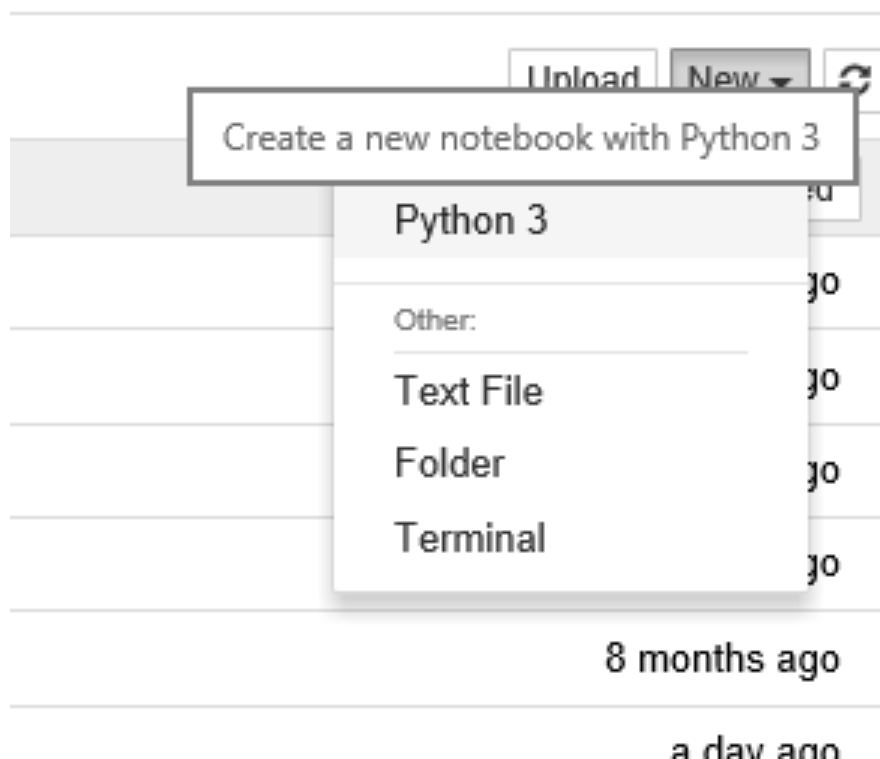 Upload New
Create a new notebook with Python 3
Python 3
Other:
Text File
Folder
Terminal
8 months ago
a day ago